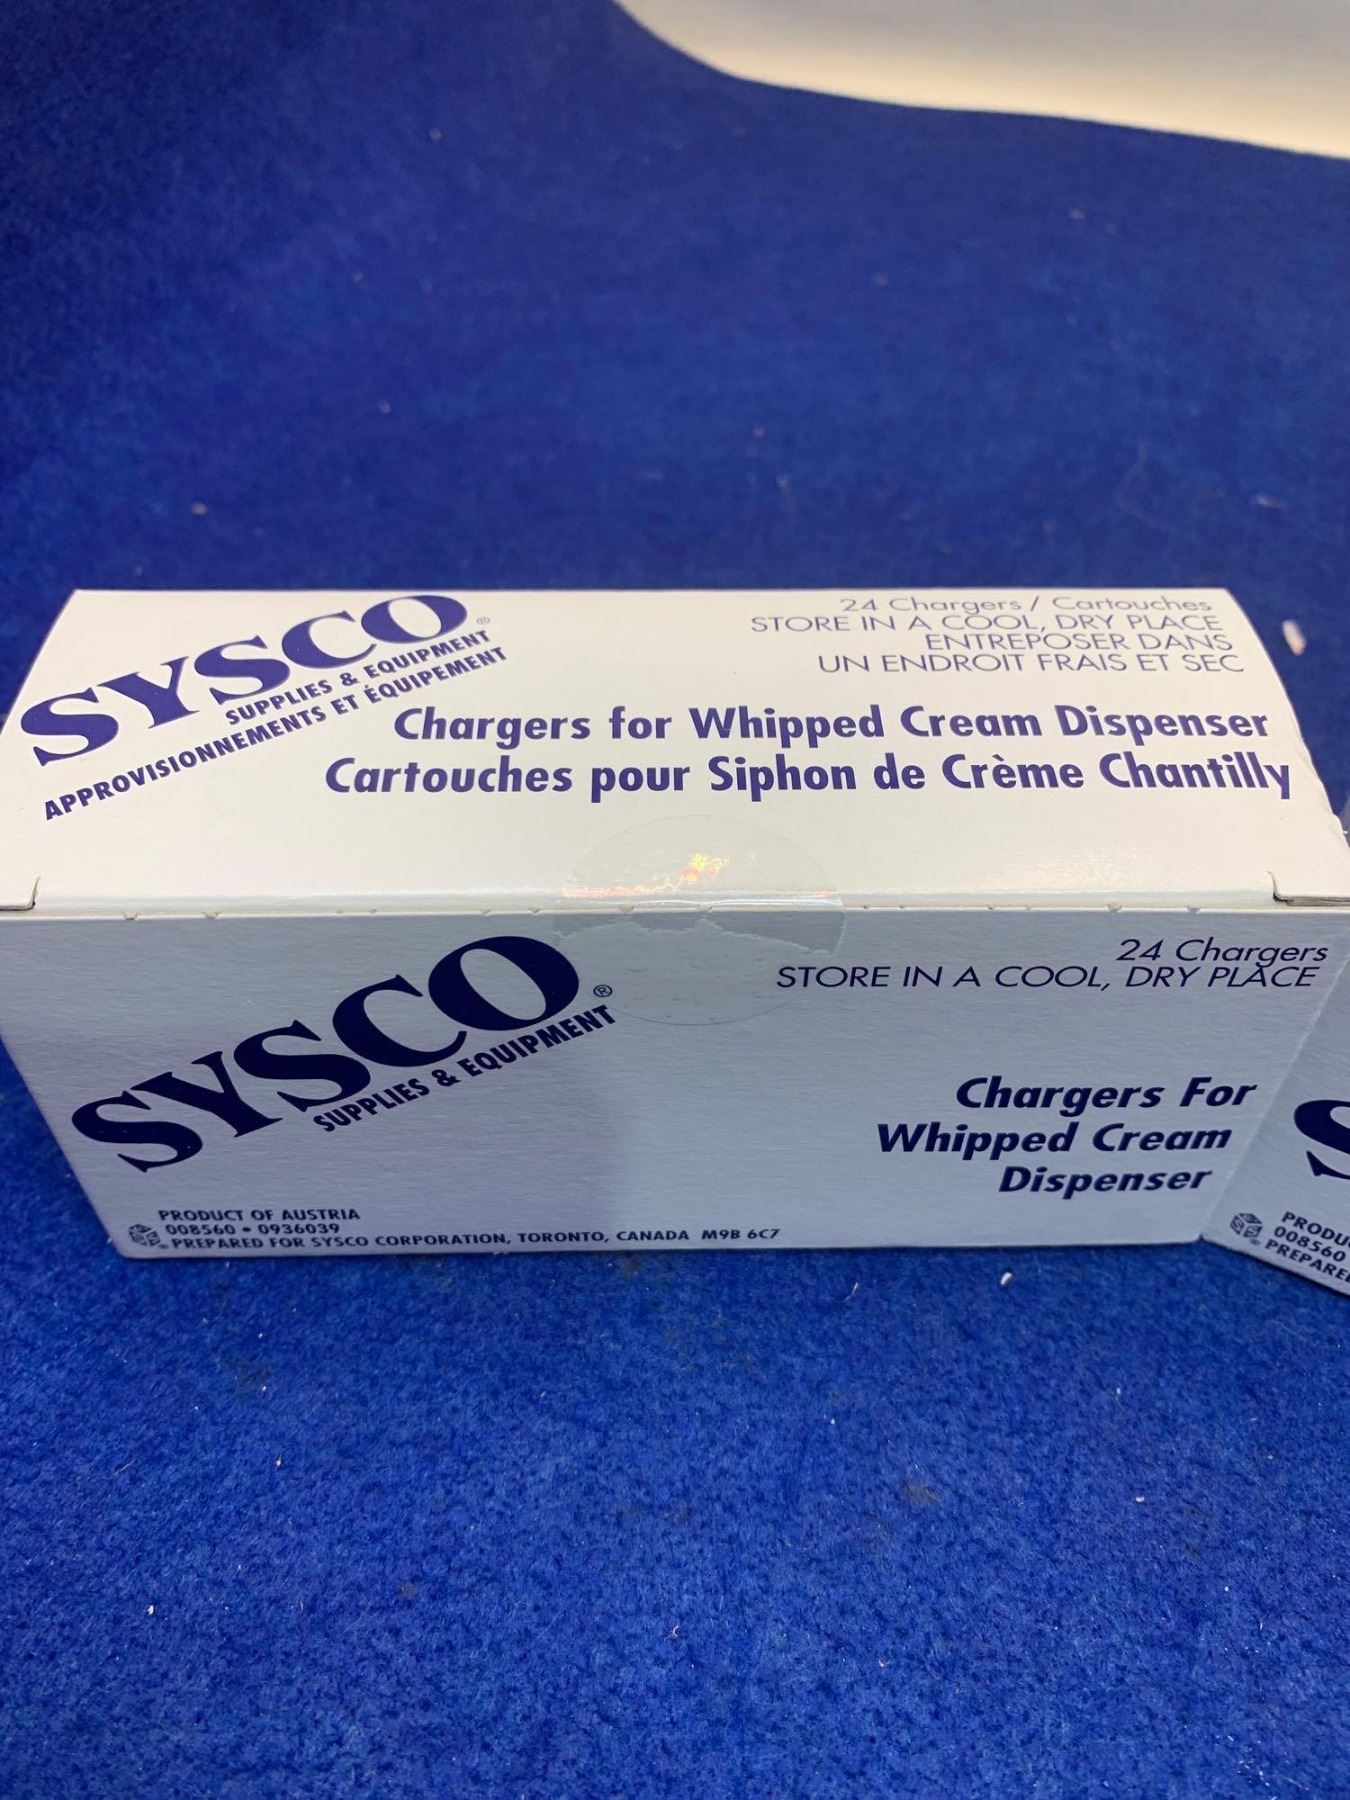 SYSCO®
SUPPLIES & EQUIPMENT
APPROVISIONNEMENTS ET ÉQUIPEMENT
24 Chargers / Cartouches
STORE IN A COOL, DRY PLACE
ENTREPOSER DANS
UN ENDROIT FRAIS ET SEC
Chargers for Whipped Cream Dispenser
Cartouches pour Siphon de Crème Chantilly
SYSCO®
SUPPLIES & EQUIPMENT
24 Chargers
STORE IN A COOL, DRY PLACE
Chargers For
Whipped Cream
Dispenser
PRODUCT OF AUSTRIA
008560 • 0936039
PREPARED FOR SYSCO CORPORATION, TORONTO, CANADA M9B 6C7
S
PRODU
008560
PREPARE